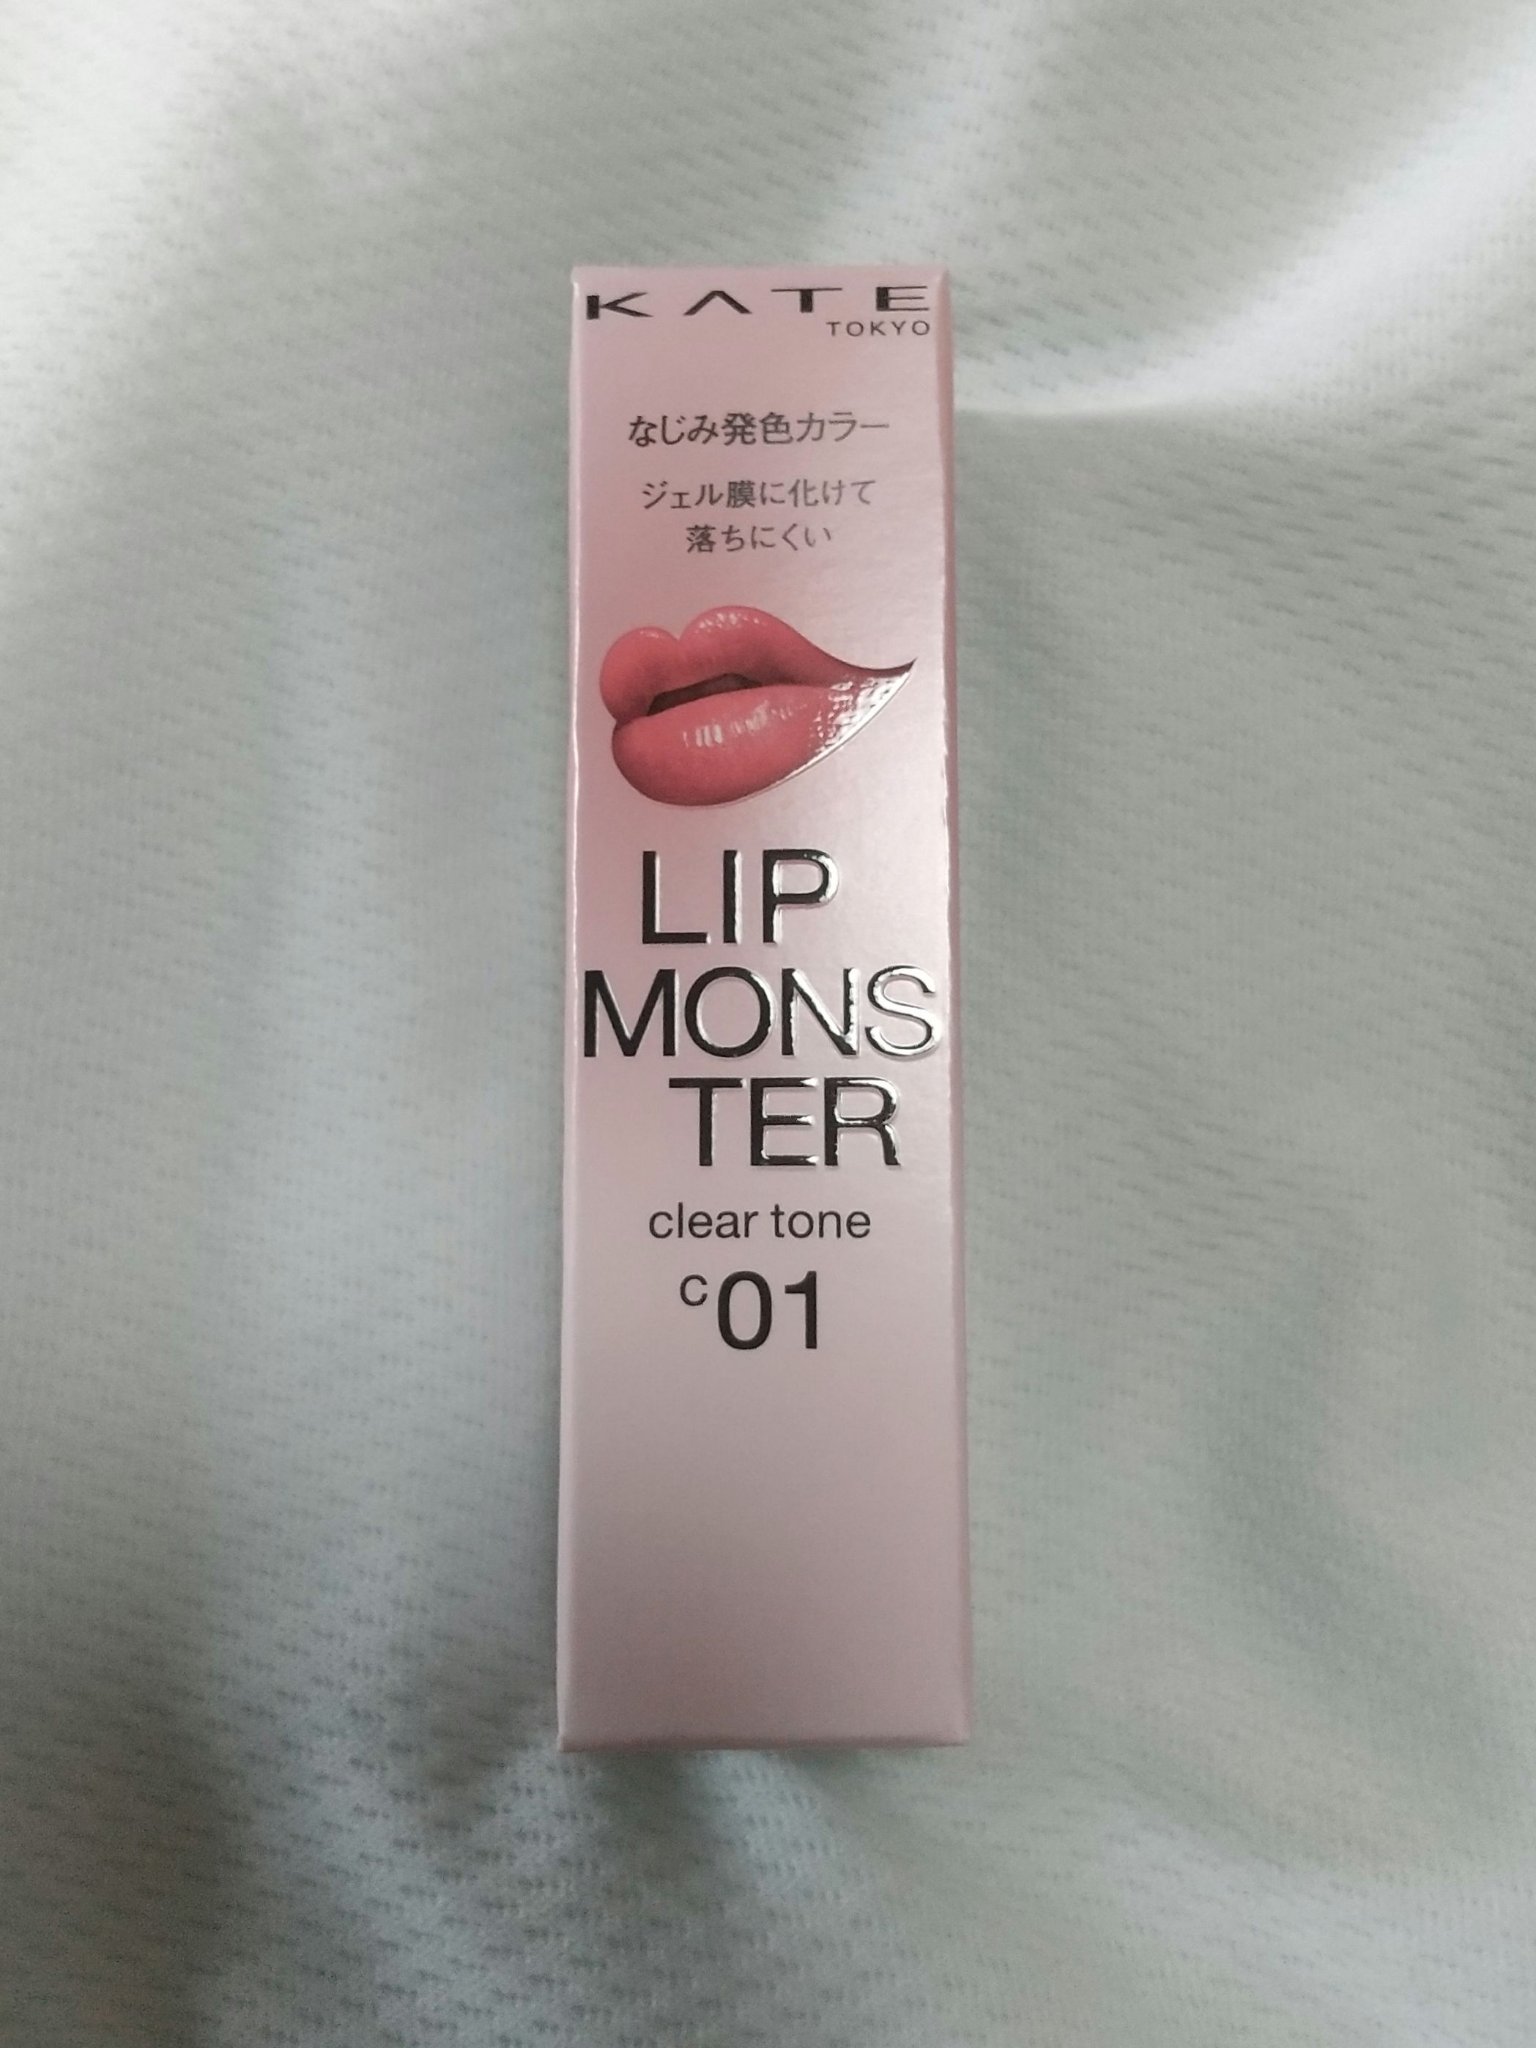 KATE
TOKYO
なじみ発色カラー
ジェル膜に化けて
落ちにくい
LIP
MONS
TER
clear tone
c01